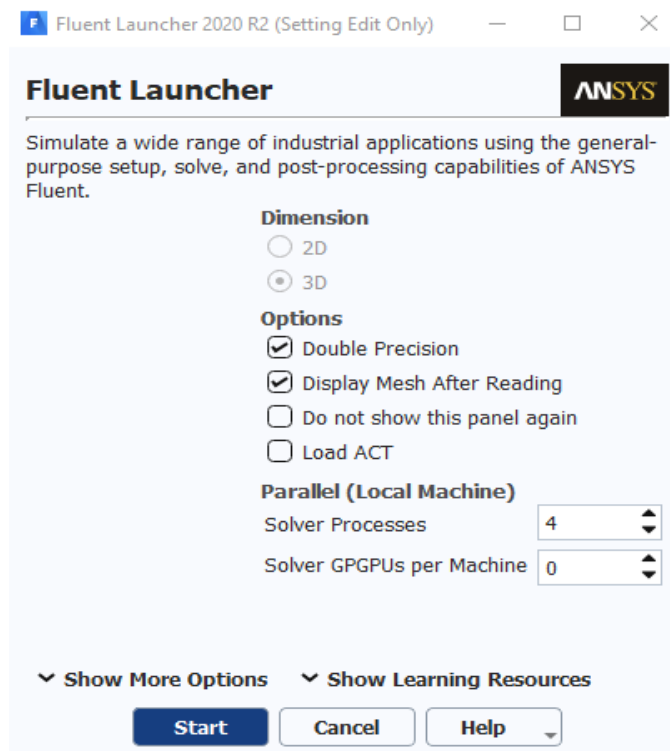 F Fluent Launcher 2020 R2 (Setting Edit Only)
Fluent Launcher
ANSYS
Simulate a wide range of industrial applications using the general-
purpose setup, solve, and post-processing capabilities of ANSYS
Fluent.
Dimension
2D
3D
Options
Double Precision
Display Mesh After Reading
Do not show this panel again
Load ACT
Parallel (Local Machine)
Solver Processes 4
Solver GPGPUs per Machine 0
Show More Options Show Learning Resources
Start Cancel Help